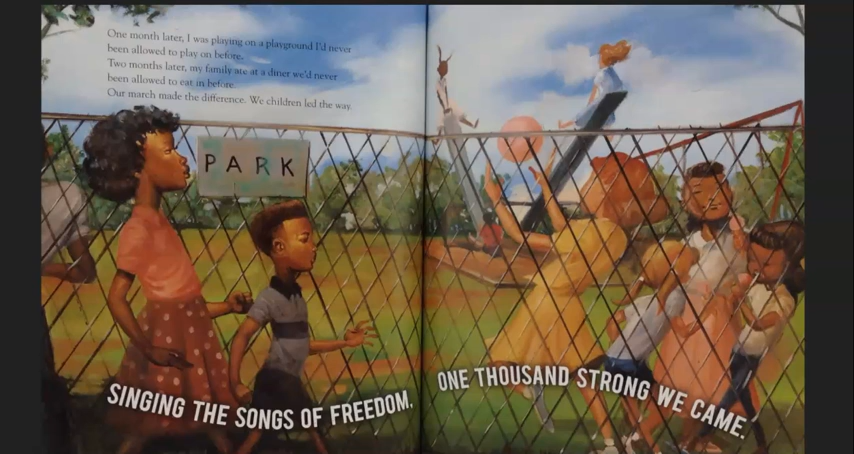 One month later, I was playing on a playground I'd never
been allowed to play on before.
Two months later, my family ate at a diner we'd never
been allowed to eat in before.
Our march made the difference. We children led the way.
PARK
SINGING THE SONGS OF FREEDOM,
ONE THOUSAND STRONG WE CAME.